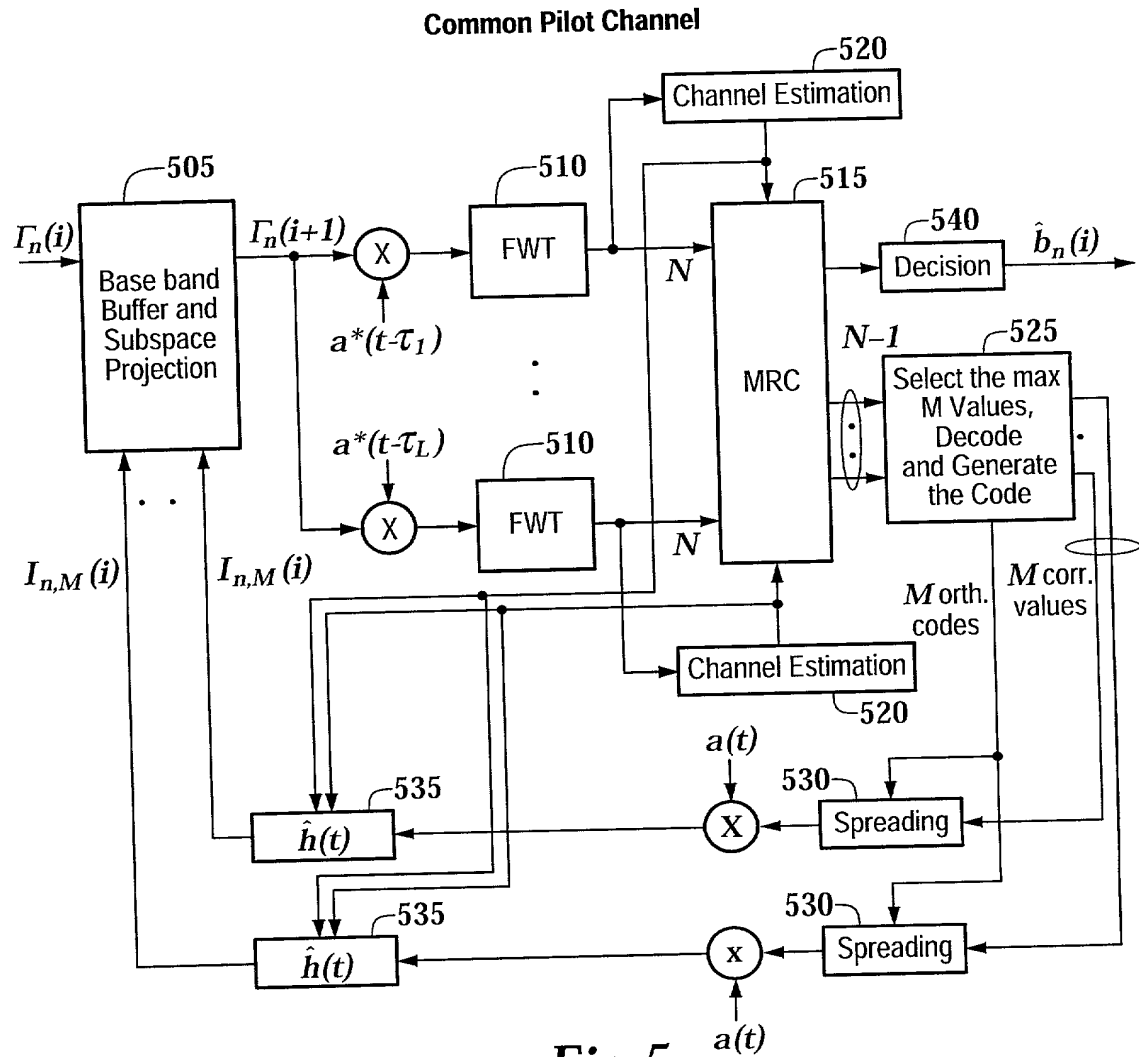 Common Pilot Channel
520
Channel Estimation
505
510
515
Γn(i)
Γn(i+1)
X
FWT
N
540
Decision
b̂n(i)
Base band
Buffer and
Subspace
Projection
a*(t-τ1)
MRC
N–1
525
Select the max
M Values,
Decode
and Generate
the Code
a*(t-τL)
510
X
FWT
N
In,M(i)
In,M(i)
M orth.
codes
M corr.
values
Channel Estimation
520
a(t)
535
530
ĥ(t)
X
Spreading
535
530
ĥ(t)
x
Spreading
a(t)